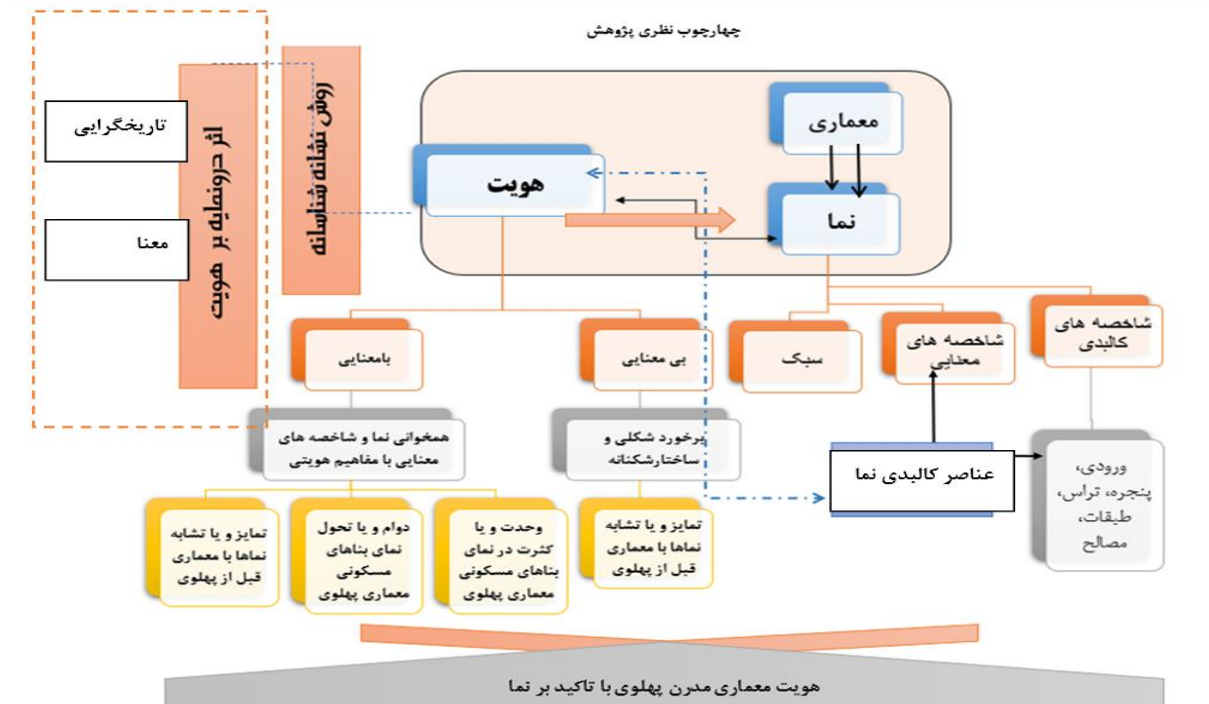 چهارچوب نظری پژوهش
معماری
نما
هویت
روش نشانه شناسانه
اثر درونمایه بر هویت
تاریخگرایی
معنا
شاخصه های
کالبدی
شاخصه های
معنایی
سبک
بی معنایی
بامعنایی
ورودی،
پنجره، تراس،
طبقات،
مصالح
عناصر کالبدی نما
برخورد شکلی و
ساختارشکنانه
همخوانی نما و شاخصه های
معنایی با مفاهیم هویتی
تمایز و یا تشابه
نماها با معماری
قبل از پهلوی
وحدت و یا
کثرت در نمای
بناهای مسکونی
معماری پهلوی
دوام و یا تحول
نمای بناهای
مسکونی
معماری پهلوی
تمایز و یا تشابه
نماها با معماری
قبل از پهلوی
هویت معماری مدرن پهلوی با تاکید بر نما